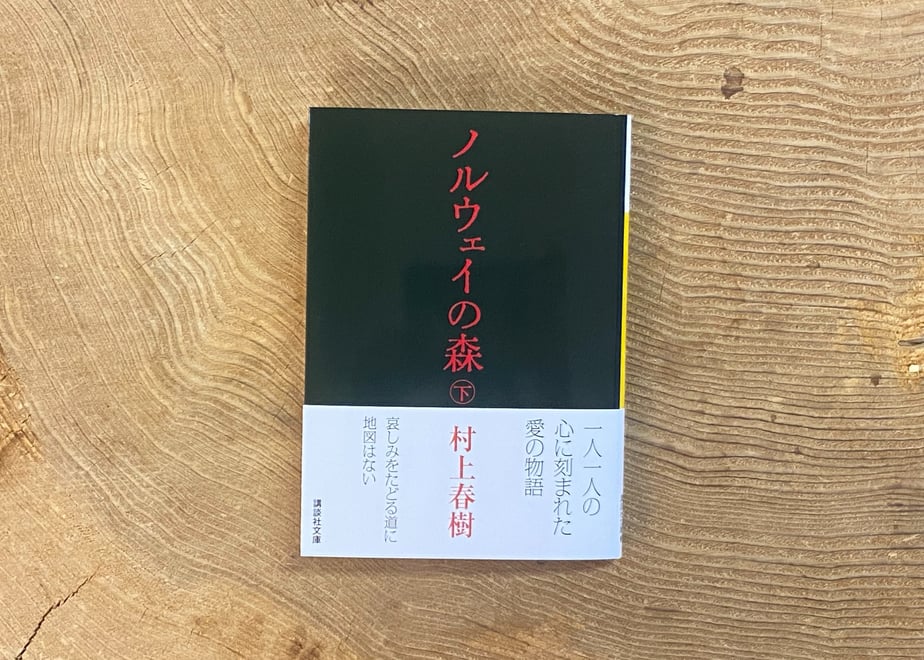 ノルウェイの森
下
村上春樹
一人一人の
心に刻まれた
愛の物語
哀しみをたどる道に
地図はない
講談社文庫